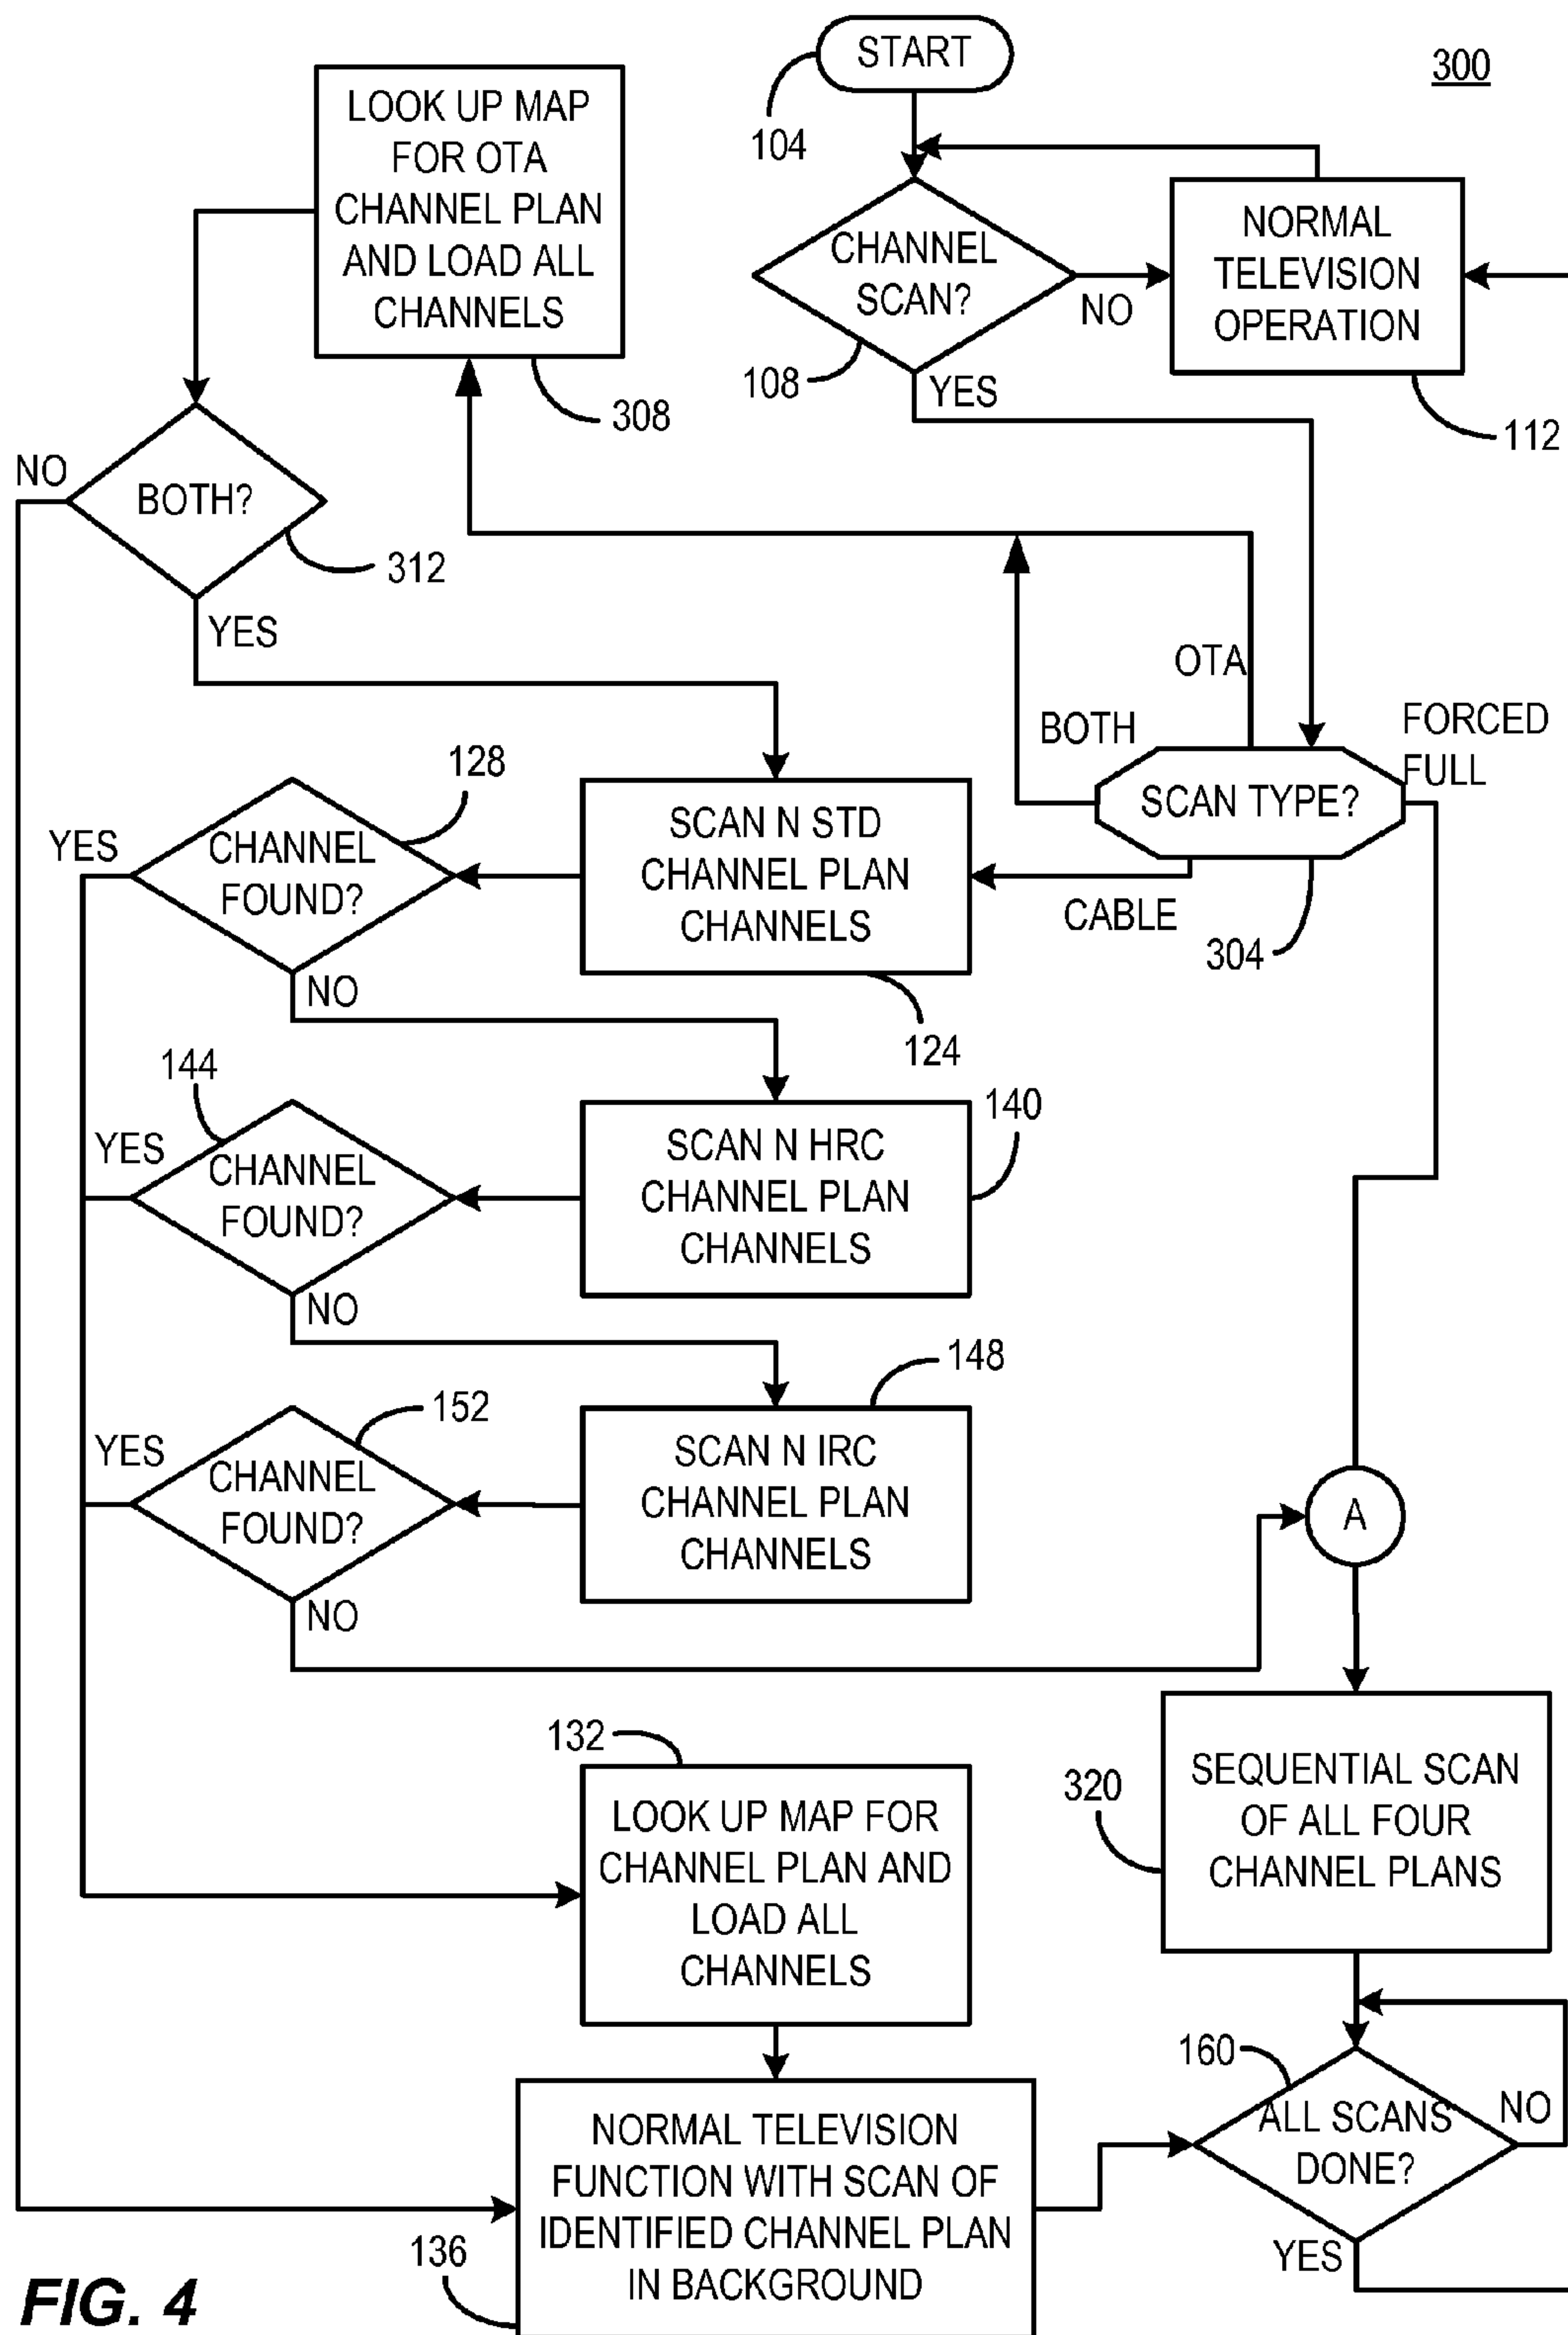 START
300
104
LOOK UP MAP
FOR OTA
CHANNEL PLAN
AND LOAD ALL
CHANNELS
308
CHANNEL
SCAN?
NO
108
YES
NORMAL
TELEVISION
OPERATION
112
NO
BOTH?
312
YES
OTA
BOTH
FORCED
FULL
SCAN TYPE?
CABLE
304
128
YES
CHANNEL
FOUND?
NO
SCAN N STD
CHANNEL PLAN
CHANNELS
124
144
YES
CHANNEL
FOUND?
NO
SCAN N HRC
CHANNEL PLAN
CHANNELS
140
148
152
YES
CHANNEL
FOUND?
NO
SCAN N IRC
CHANNEL PLAN
CHANNELS
A
132
LOOK UP MAP FOR
CHANNEL PLAN AND
LOAD ALL
CHANNELS
320
SEQUENTIAL SCAN
OF ALL FOUR
CHANNEL PLANS
160
ALL SCANS
DONE?
NO
YES
NORMAL TELEVISION
FUNCTION WITH SCAN OF
IDENTIFIED CHANNEL PLAN
IN BACKGROUND
136
FIG. 4